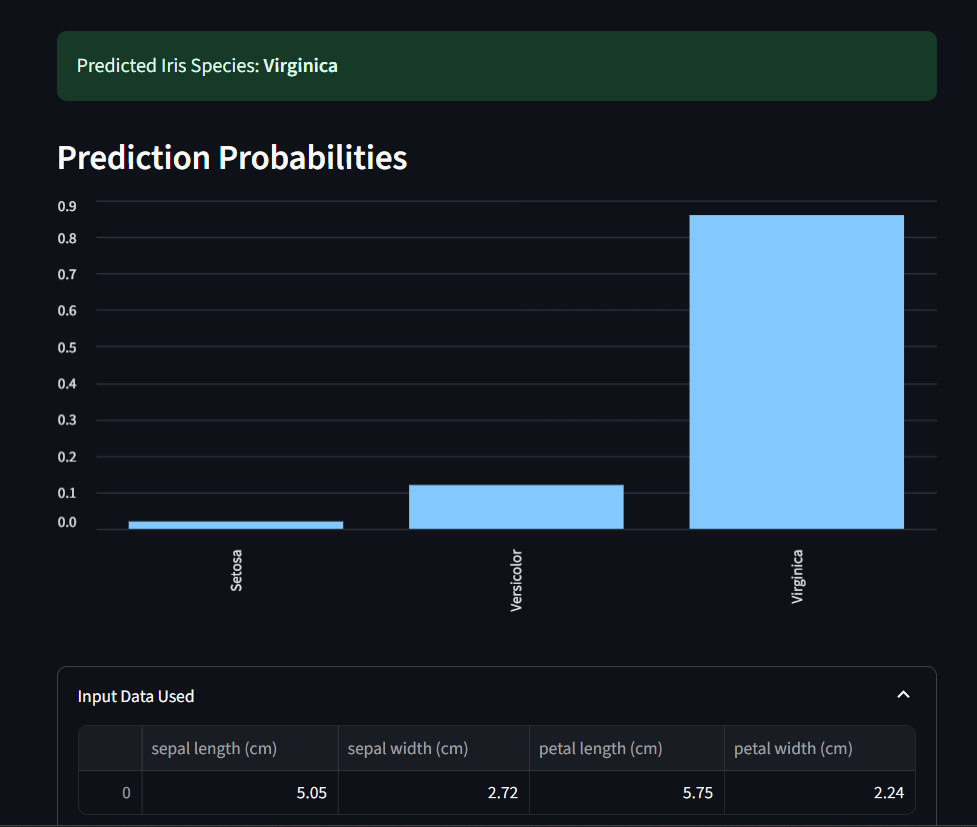 Predicted Iris Species: Virginica
Prediction Probabilities
0.9
0.8
0.7
0.6
0.5
0.4
0.3
0.2
0.1
0.0
Setosa
Versicolor
Virginica
Input Data Used
sepal length (cm) sepal width (cm) petal length (cm) petal width (cm)
0 5.05 2.72 5.75 2.24